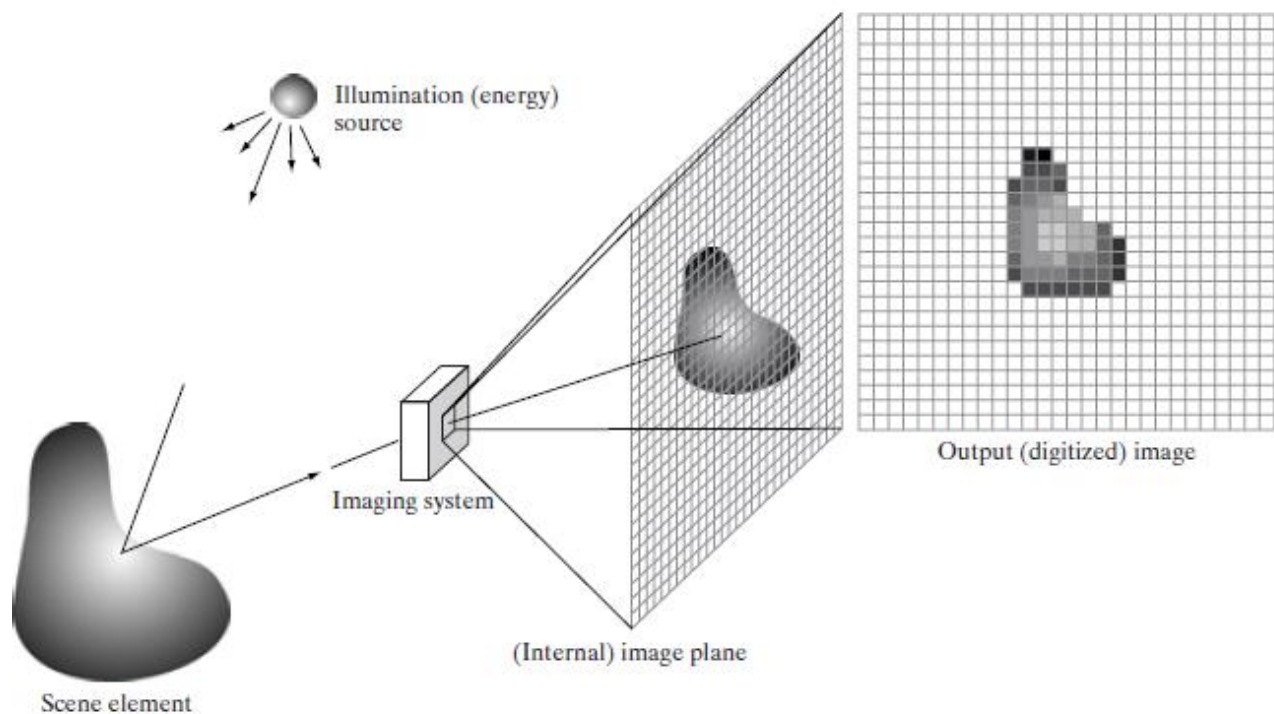 Illumination (energy)
source
Output (digitized) image
Imaging system
(Internal) image plane
Scene element